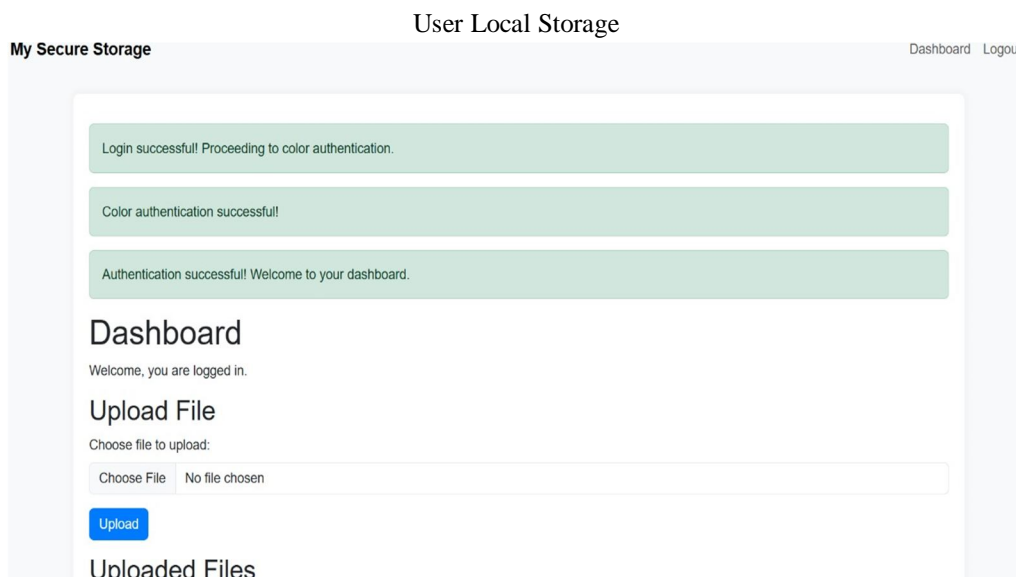 User Local Storage
My Secure Storage
Dashboard Logou
Login successful! Proceeding to color authentication.
Color authentication successful!
Authentication successful! Welcome to your dashboard.
Dashboard
Welcome, you are logged in.
Upload File
Choose file to upload:
Choose File No file chosen
Upload
Uploaded Files